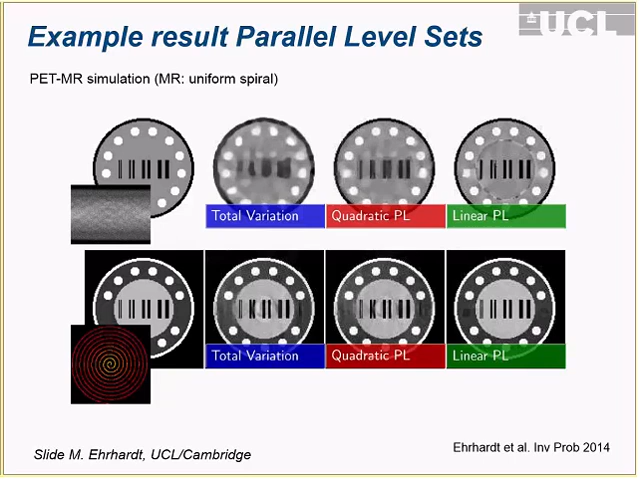 UCL
Example result Parallel Level Sets
PET-MR simulation (MR: uniform spiral)
Total Variation
Quadratic PL
Linear PL
Total Variation
Quadratic PL
Linear PL
Ehrhardt et al. Inv Prob 2014
Slide M. Ehrhardt, UCL/Cambridge